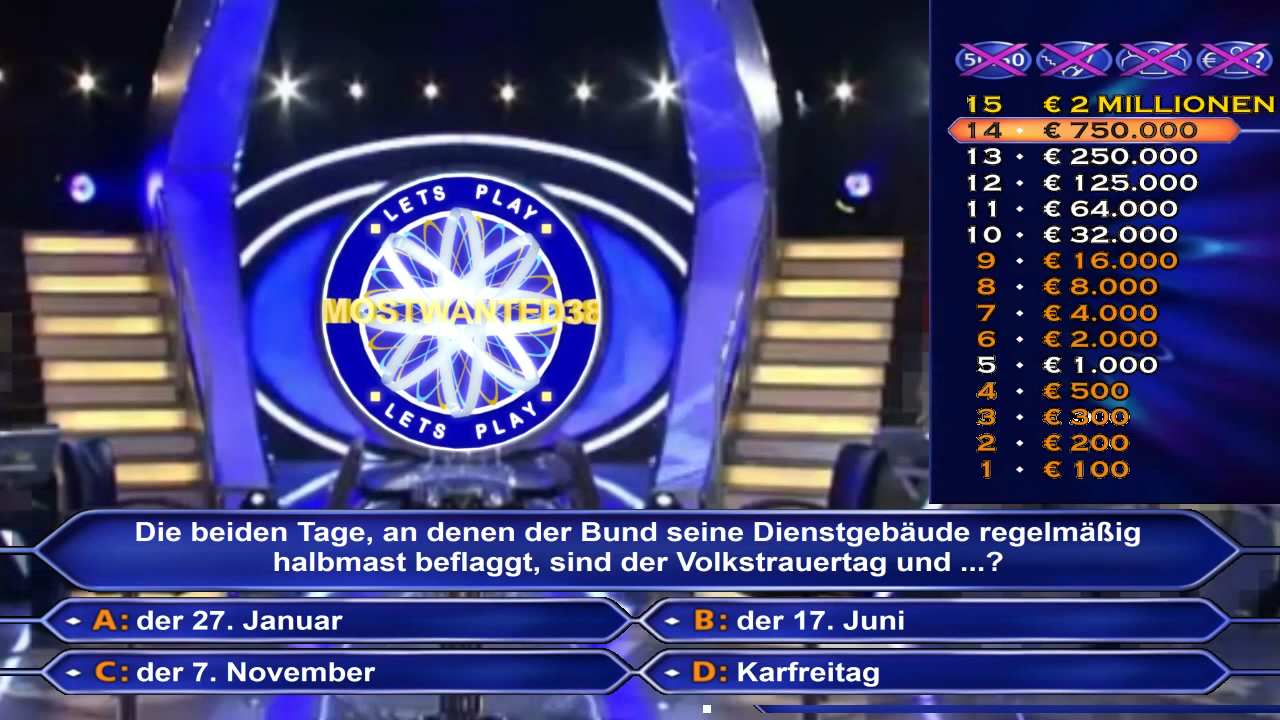 LETS PLAY
MOSTWANTED38
LETS PLAY
50 ?
15 € 2 MILLIONEN
14 € 750.000
13 € 250.000
12 € 125.000
11 € 64.000
10 € 32.000
9 € 16.000
8 € 8.000
7 € 4.000
6 € 2.000
5 € 1.000
4 € 500
3 € 300
2 € 200
1 € 100
Die beiden Tage, an denen der Bund seine Dienstgebäude regelmäßig
halbmast beflaggt, sind der Volkstrauertag und ...?
A: der 27. Januar
B: der 17. Juni
C: der 7. November
D: Karfreitag